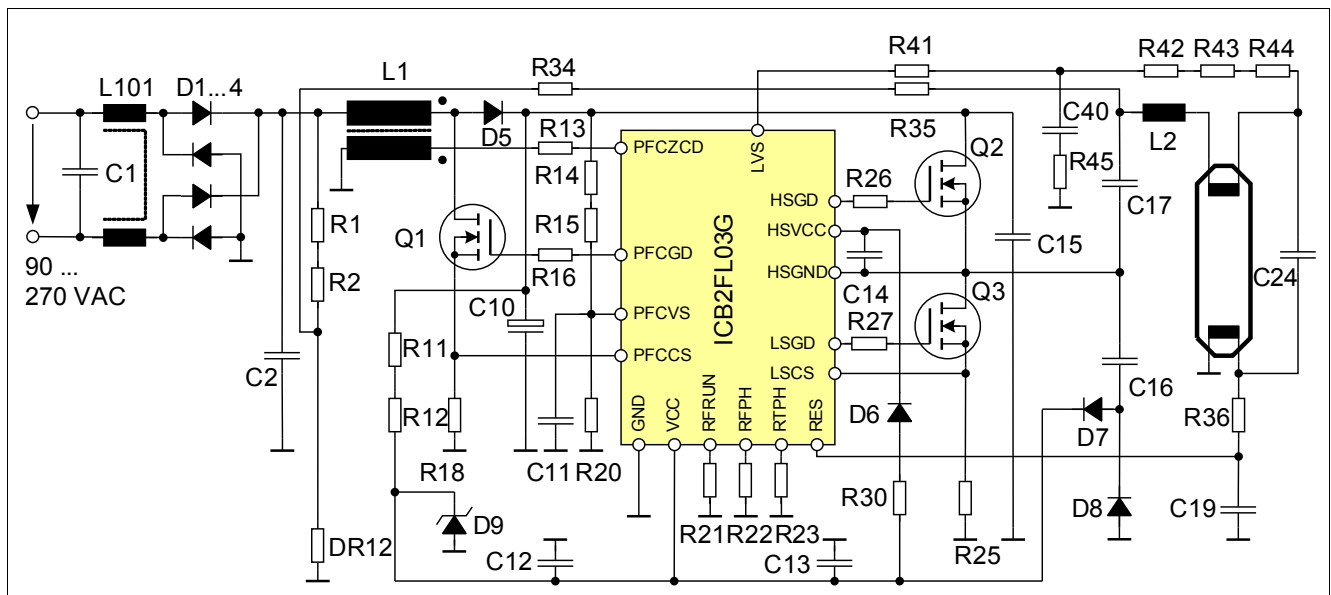 R41
R42
R43
R44
R34
L1
L101
D1...4
D5
R13
PFCZCD
LVS
R35
Q2
C40
L2
C1
R14
HSGD
R26
R45
R15
HSVCC
C17
R1
Q1
PFCGD
R16
C15
90 ...
270 VAC
R2
C10
ICB2FL03G
HSGND
C14
Q3
C24
PFCVS
LSGD
R27
R11
PFCCS
LSCS
C2
C16
R12
GND
VCC
RFRUN
RFPH
RTPH
RES
D6
D7
R36
R18
C11
R20
D9
R21
R22
R23
R30
D8
C19
DR12
C12
C13
R25